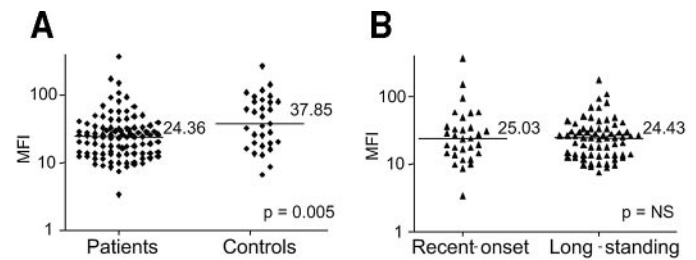 A
MFI
100
10
1
24.36
37.85
p = 0.005
Patients
Controls
B
MFI
100
10
1
25.03
24.43
p = NS
Recent-onset
Long-standing